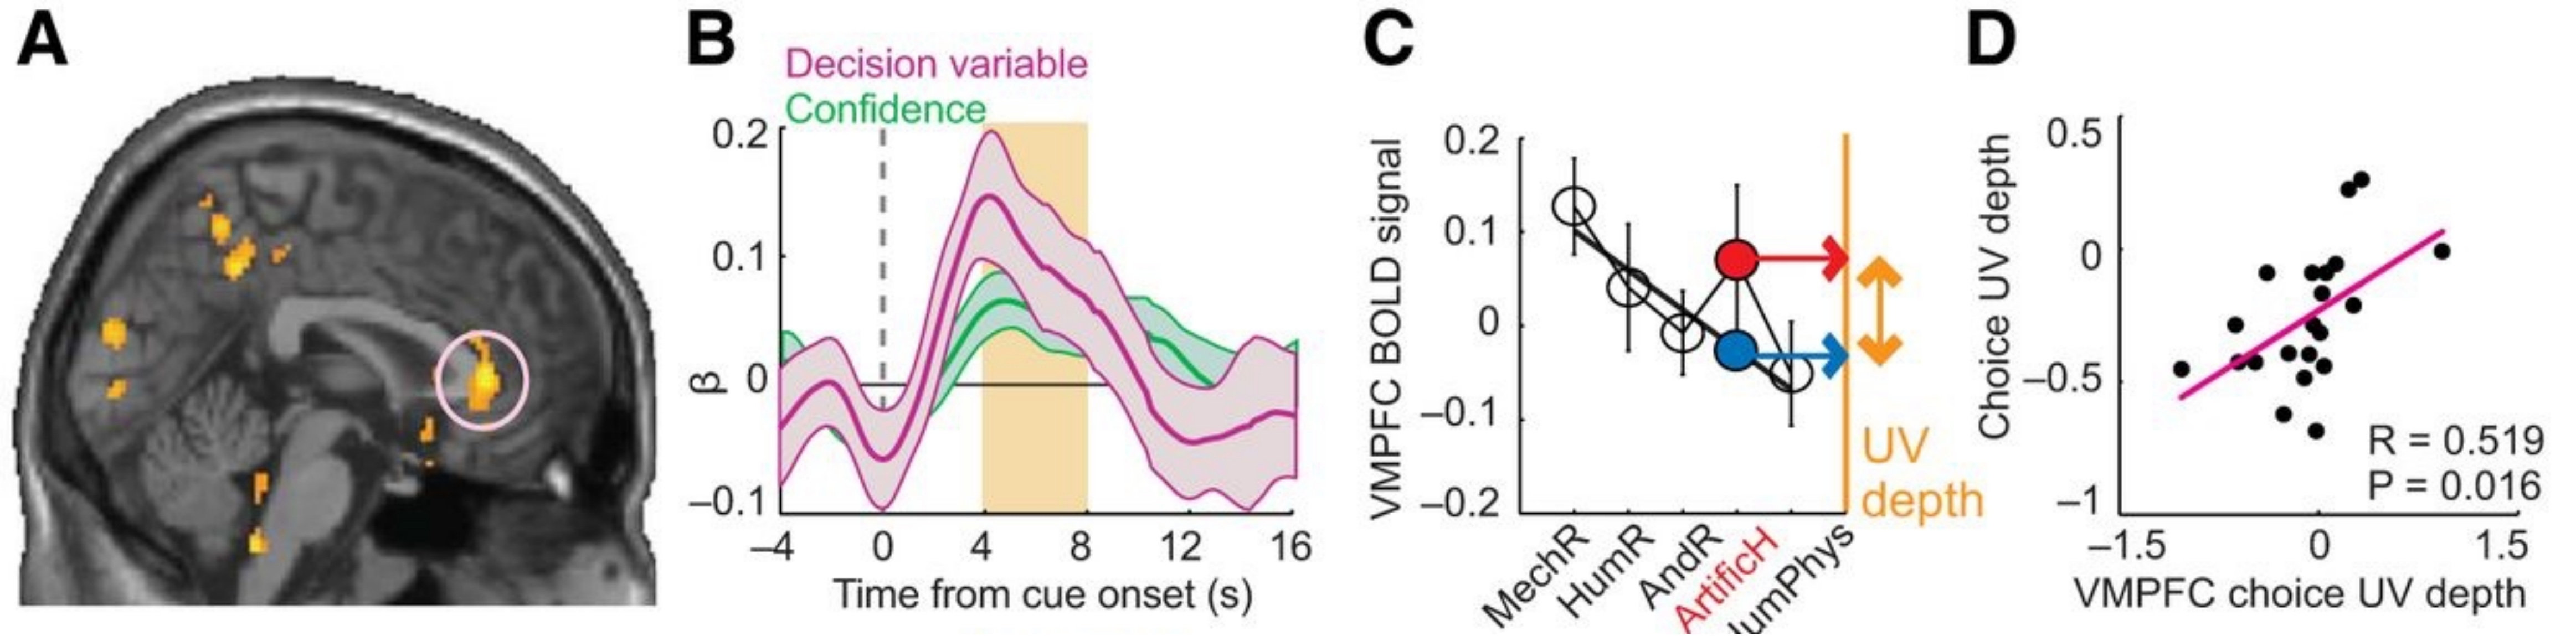 A
B
Decision variable
Confidence
0.2
0.1
0
–0.1
β
–4 0 4 8 12 16
Time from cue onset (s)
C
VMPFC BOLD signal
0.2
0.1
0
–0.1
–0.2
MechR
HumR
AndR
ArtificH
UV
depth
D
Choice UV depth
0.5
0
–0.5
–1
R = 0.519
P = 0.016
–1.5 0 1.5
VMPFC choice UV depth